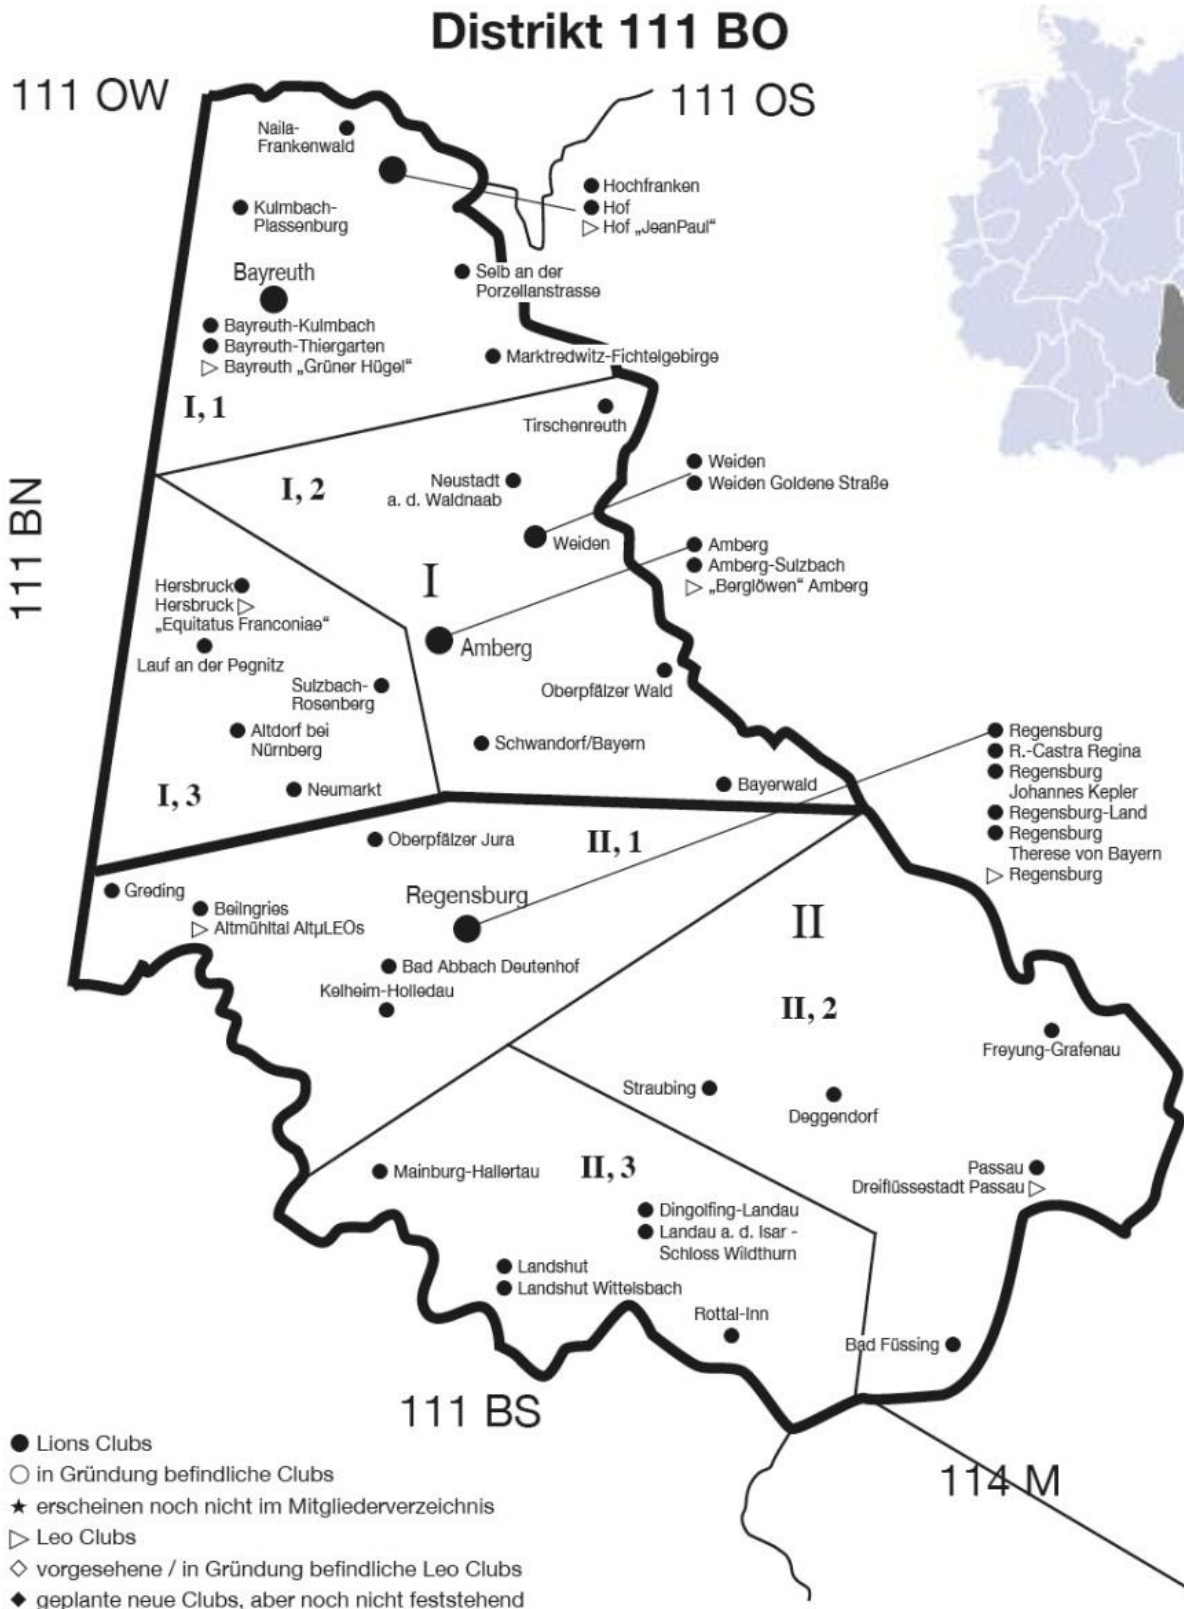 Distrikt 111 BO
111 OW
111 OS
Naila-
Frankenwald
Hochfranken
Hof
Hof „JeanPaul“
Kulmbach-
Plassenburg
Bayreuth
Selb an der
Porzellanstrasse
Bayreuth-Kulmbach
Bayreuth-Thiergarten
Bayreuth „Grüner Hügel“
Marktredwitz-Fichtelgebirge
I, 1
Tirschenreuth
111 BN
I, 2
Neustadt
a. d. Waldnaab
Weiden
Weiden Goldene Straße
Weiden
I
Amberg
Amberg-Sulzbach
„Berglöwen“ Amberg
Hersbruck
Hersbruck
„Equitatus Franconiae“
Lauf an der Pegnitz
Amberg
Sulzbach-
Rosenberg
Oberpfälzer Wald
Altdorf bei
Nürnberg
Schwandorf/Bayern
Regensburg
R.-Castra Regina
Regensburg
Johannes Kepler
Regensburg-Land
Regensburg
Therese von Bayern
Regensburg
I, 3
Neumarkt
Bayerwald
Oberpfälzer Jura
II, 1
Greding
Beilngries
Altmühltal AltµLEOs
Regensburg
II
Bad Abbach Deutenhof
Kelheim-Holledau
II, 2
Freyung-Grafenau
Straubing
Deggendorf
Mainburg-Hallertau
II, 3
Passau
Dreiflüssestadt Passau
Dingolfing-Landau
Landau a. d. Isar -
Schloss Wildthurn
Landshut
Landshut Wittelsbach
Rottal-Inn
Bad Füssing
111 BS
114 M
Lions Clubs
in Gründung befindliche Clubs
erscheinen noch nicht im Mitgliederverzeichnis
Leo Clubs
vorgesehene / in Gründung befindliche Leo Clubs
geplante neue Clubs, aber noch nicht feststehend